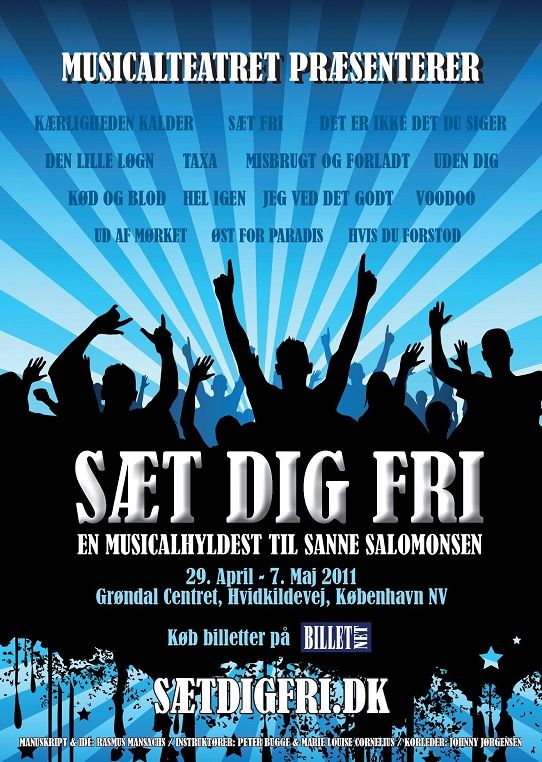 MUSICALTEATRET PRÆSENTERER
KÆRLIGHEDEN KALDER SÆT FRI DET ER IKKE DET DU SIGER
DEN LILLE LØGN TAXA MISBRUGT OG FORLADT UDEN DIG
KØD OG BLOD HEL IGEN JEG VED DET GODT VOODOO
UD AF MØRKET ØST FOR PARADIS HVIS DU FORSTOD
SÆT DIG FRI
EN MUSICALHYLDEST TIL SANNE SALOMONSEN
29. April - 7. Maj 2011
Grøndal Centret, Hvidkildevej, København NV
Køb billetter på BILLET NET
SÆTDIGFRI.DK
MANUSKRIPT & IDE: RASMUS MANSACHS / INSTRUKTØRER: PETER BUGGE & MARIE LOUISE CORNELIUS / KORLEDER: JOHNNY JØRGENSEN